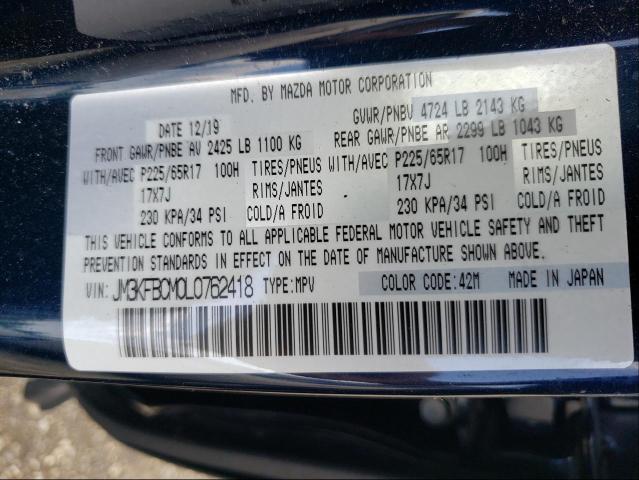 MFD. BY MAZDA MOTOR CORPORATION
DATE 12/19 GVWR/PNBV 4724 LB 2143 KG
FRONT GAWR/PNBE AV 2425 LB 1100 KG REAR GAWR/PNBE AR 2299 LB 1043 KG
WITH/AVEC P225/65R17 100H TIRES/PNEUS WITH/AVEC P225/65R17 100H TIRES/PNEUS
17X7J RIMS/JANTES 17X7J RIMS/JANTES
230 KPA/34 PSI COLD/A FROID 230 KPA/34 PSI COLD/A FROID
THIS VEHICLE CONFORMS TO ALL APPLICABLE FEDERAL MOTOR VEHICLE SAFETY AND THEFT
PREVENTION STANDARDS IN EFFECT ON THE DATE OF MANUFACTURE SHOWN ABOVE.
VIN: JM3KFBCM0L0762418 TYPE:MPV COLOR CODE:42M MADE IN JAPAN